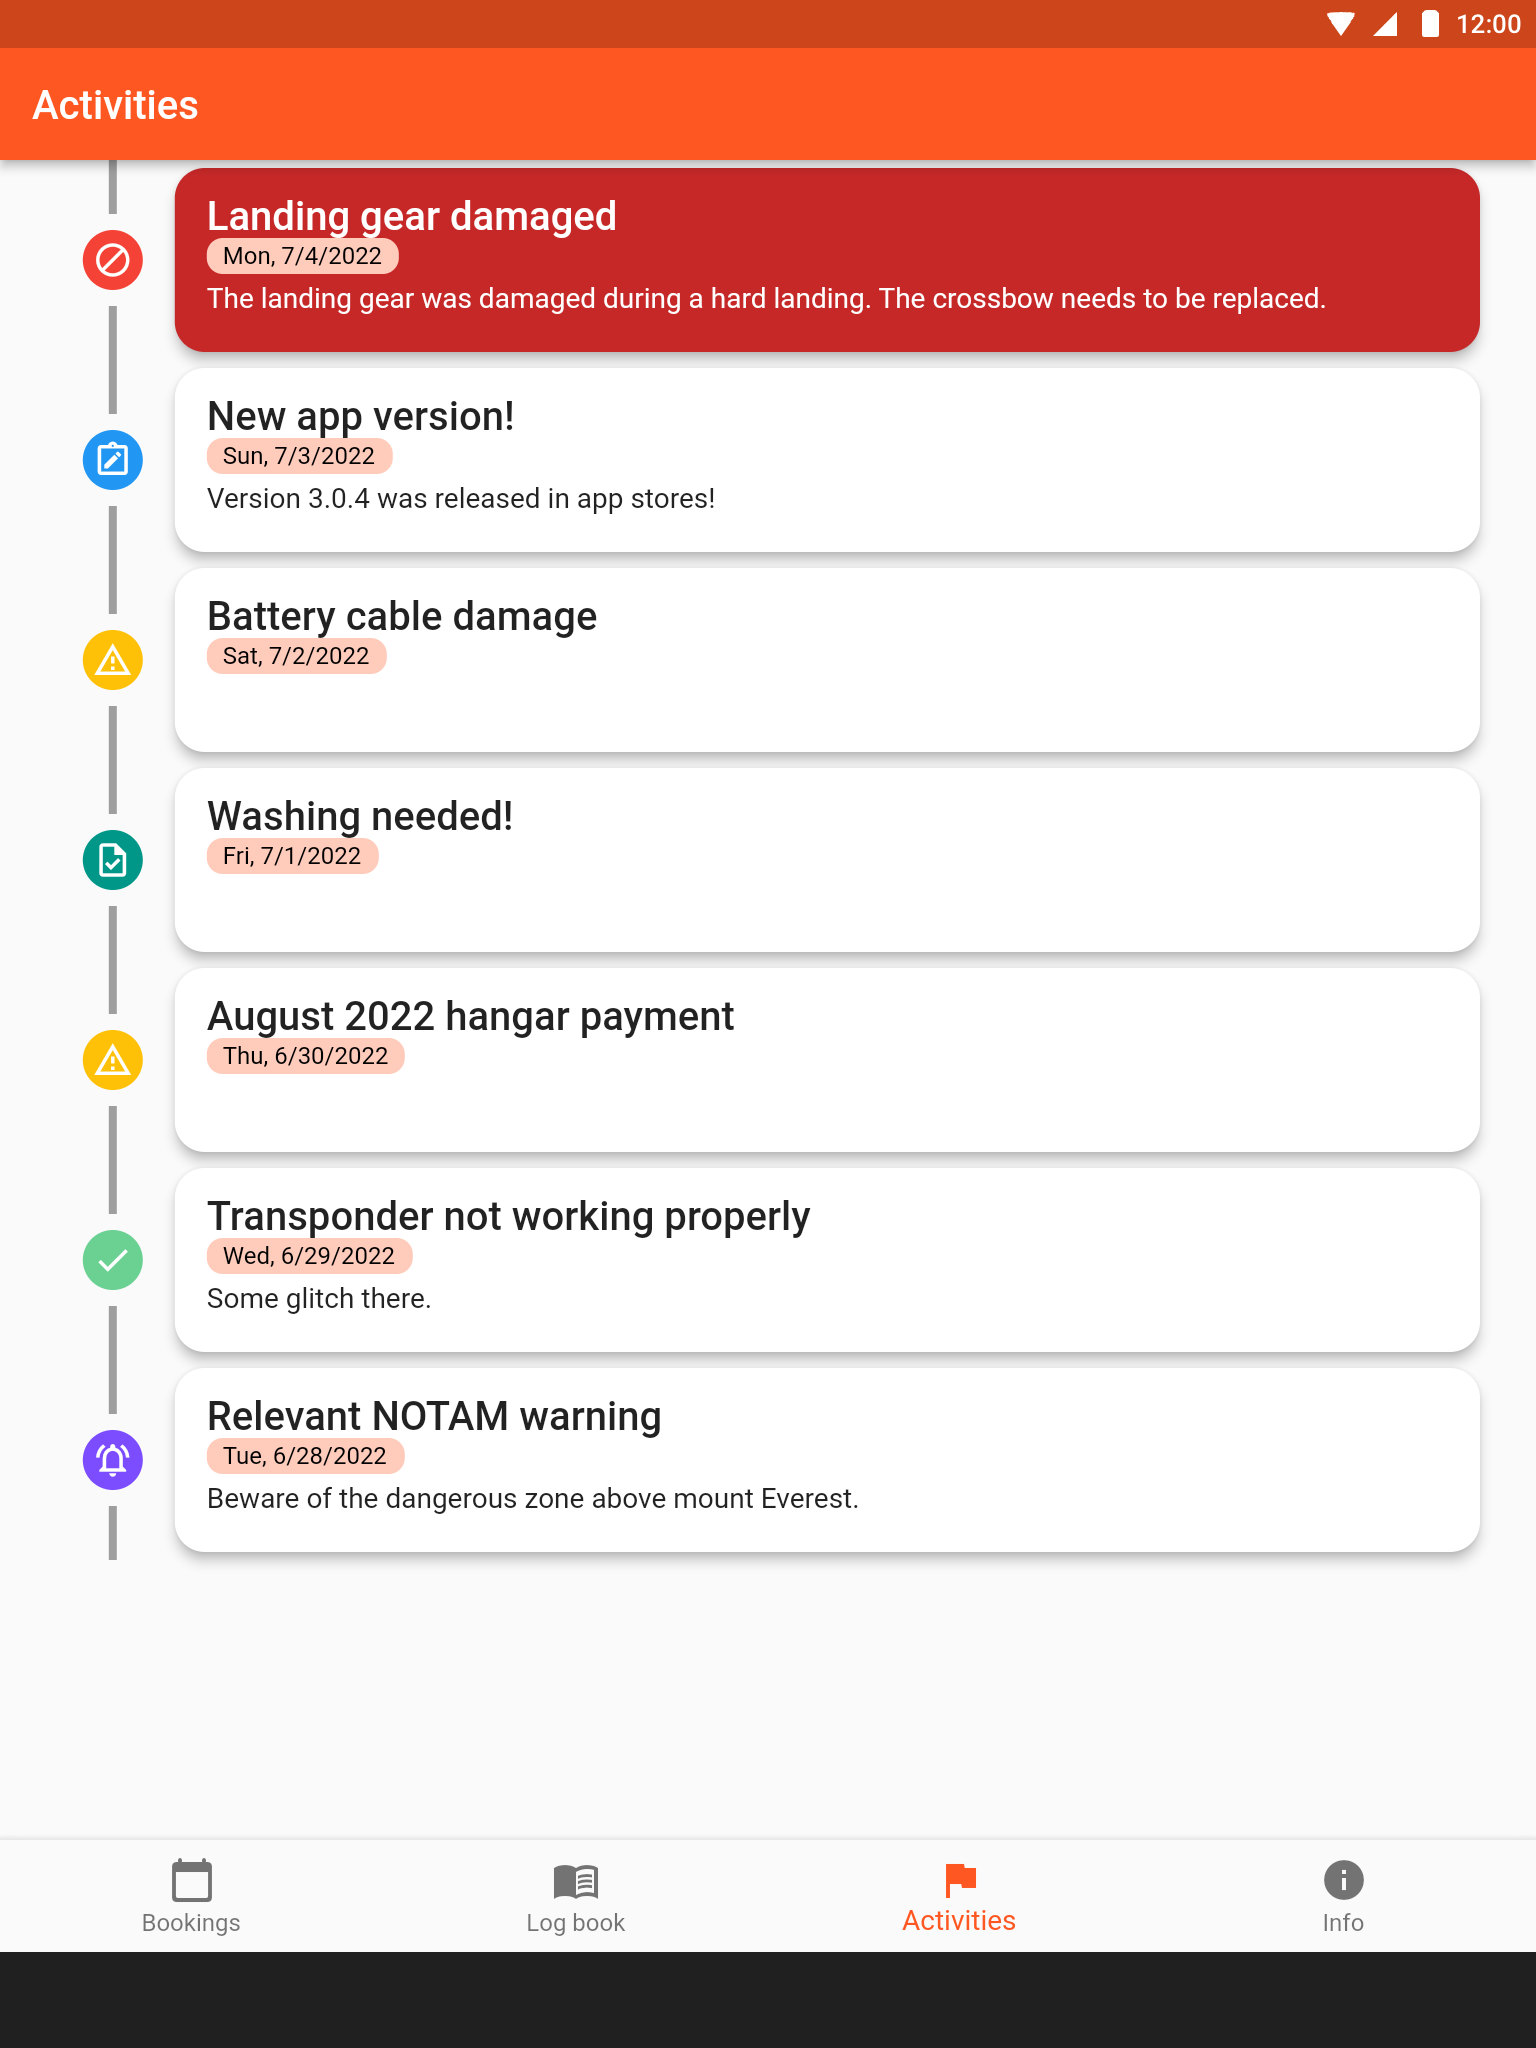 12:00
Activities
Landing gear damaged
Mon, 7/4/2022
The landing gear was damaged during a hard landing. The crossbow needs to be replaced.
New app version!
Sun, 7/3/2022
Version 3.0.4 was released in app stores!
Battery cable damage
Sat, 7/2/2022
Washing needed!
Fri, 7/1/2022
August 2022 hangar payment
Thu, 6/30/2022
Transponder not working properly
Wed, 6/29/2022
Some glitch there.
Relevant NOTAM warning
Tue, 6/28/2022
Beware of the dangerous zone above mount Everest.
Bookings
Log book
Activities
Info